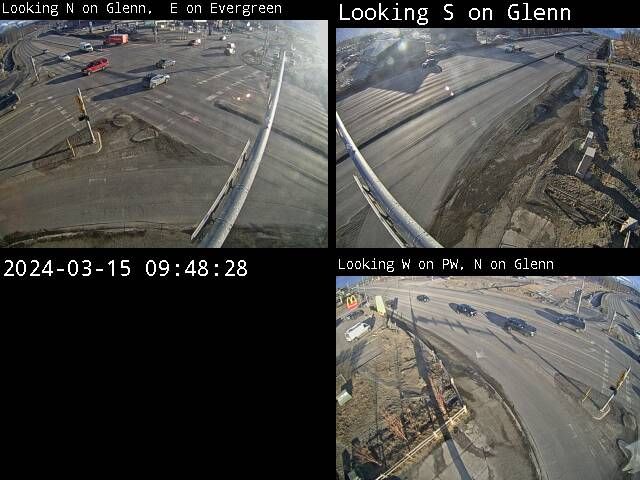 Looking N on Glenn,  E on Evergreen
Looking S on Glenn
2024-03-15 09:48:28
Looking W on PW, N on Glenn